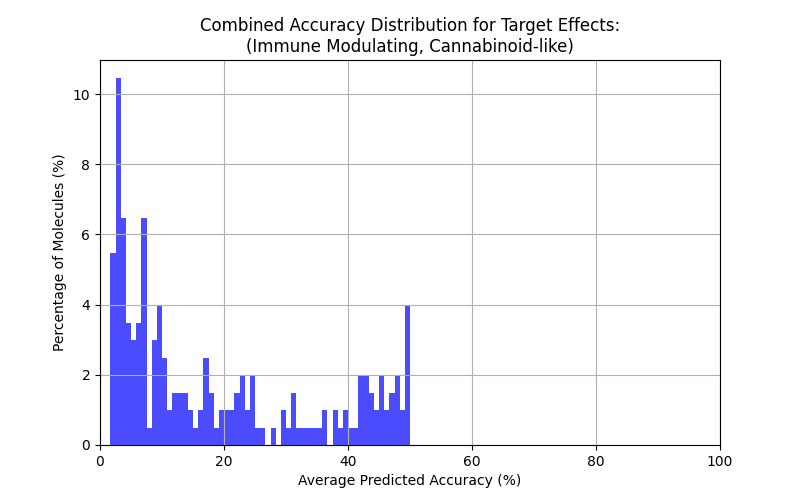 Combined Accuracy Distribution for Target Effects:
(Immune Modulating, Cannabinoid-like)
Percentage of Molecules (%)
10
8
6
4
2
0
0 20 40 60 80 100
Average Predicted Accuracy (%)